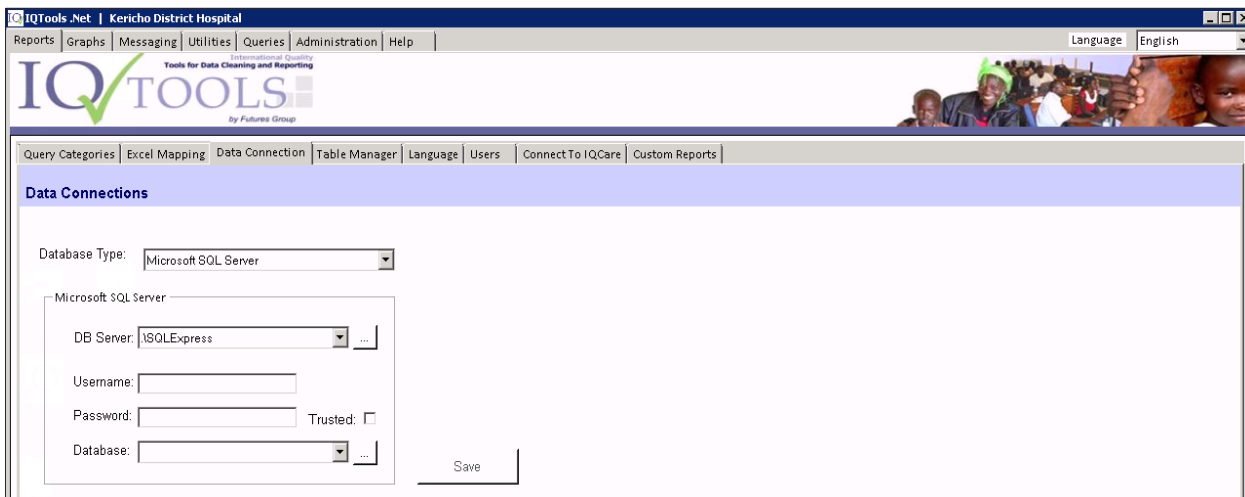 IQTools .Net | Kericho District Hospital
Reports Graphs Messaging Utilities Queries Administration Help Language English
International Quality
Tools for Data Cleaning and Reporting
IQTOOLS
by Futures Group
Query Categories Excel Mapping Data Connection Table Manager Language Users Connect To IQCare Custom Reports
Data Connections
Database Type: Microsoft SQL Server
Microsoft SQL Server
DB Server: .\SQLExpress ...
Username:
Password: Trusted:
Database: ...
Save